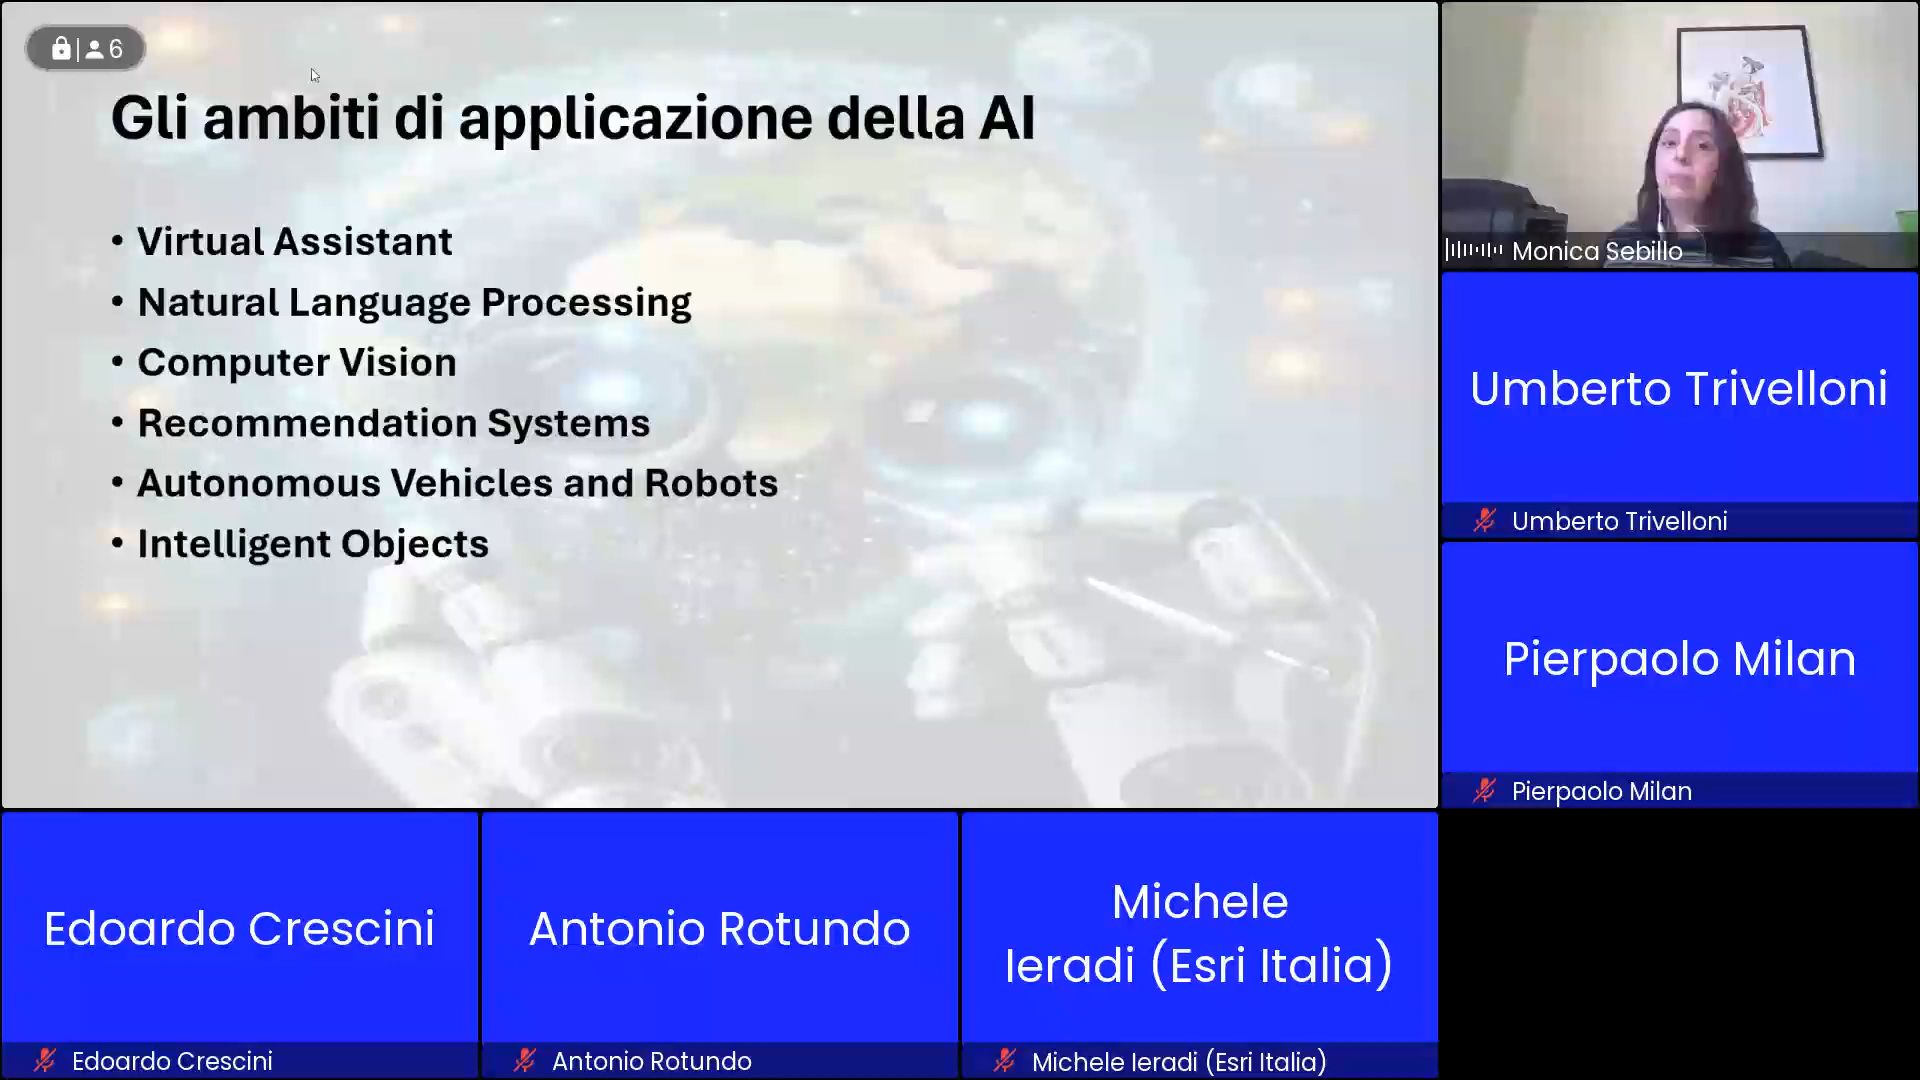 6
Gli ambiti di applicazione della AI
• Virtual Assistant
• Natural Language Processing
• Computer Vision
• Recommendation Systems
• Autonomous Vehicles and Robots
• Intelligent Objects
Monica Sebillo
Umberto Trivelloni
Umberto Trivelloni
Pierpaolo Milan
Pierpaolo Milan
Edoardo Crescini
Edoardo Crescini
Antonio Rotundo
Antonio Rotundo
Michele
Ieradi (Esri Italia)
Michele Ieradi (Esri Italia)